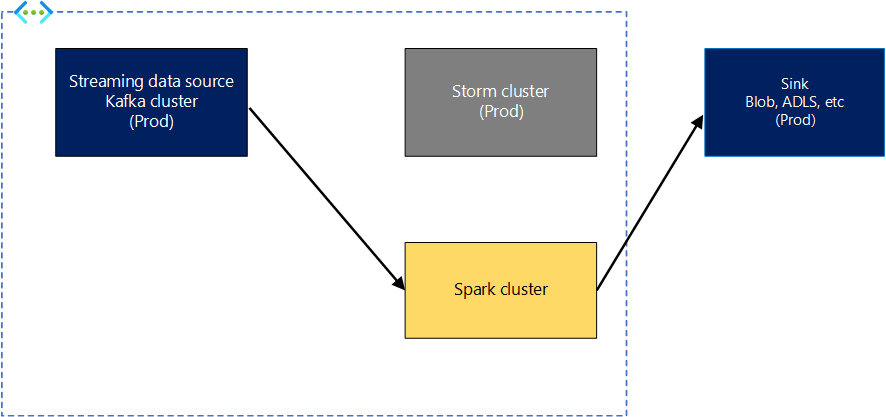 Streaming data source
Kafka cluster
(Prod)
Storm cluster
(Prod)
Sink
Blob, ADLS, etc
(Prod)
Spark cluster